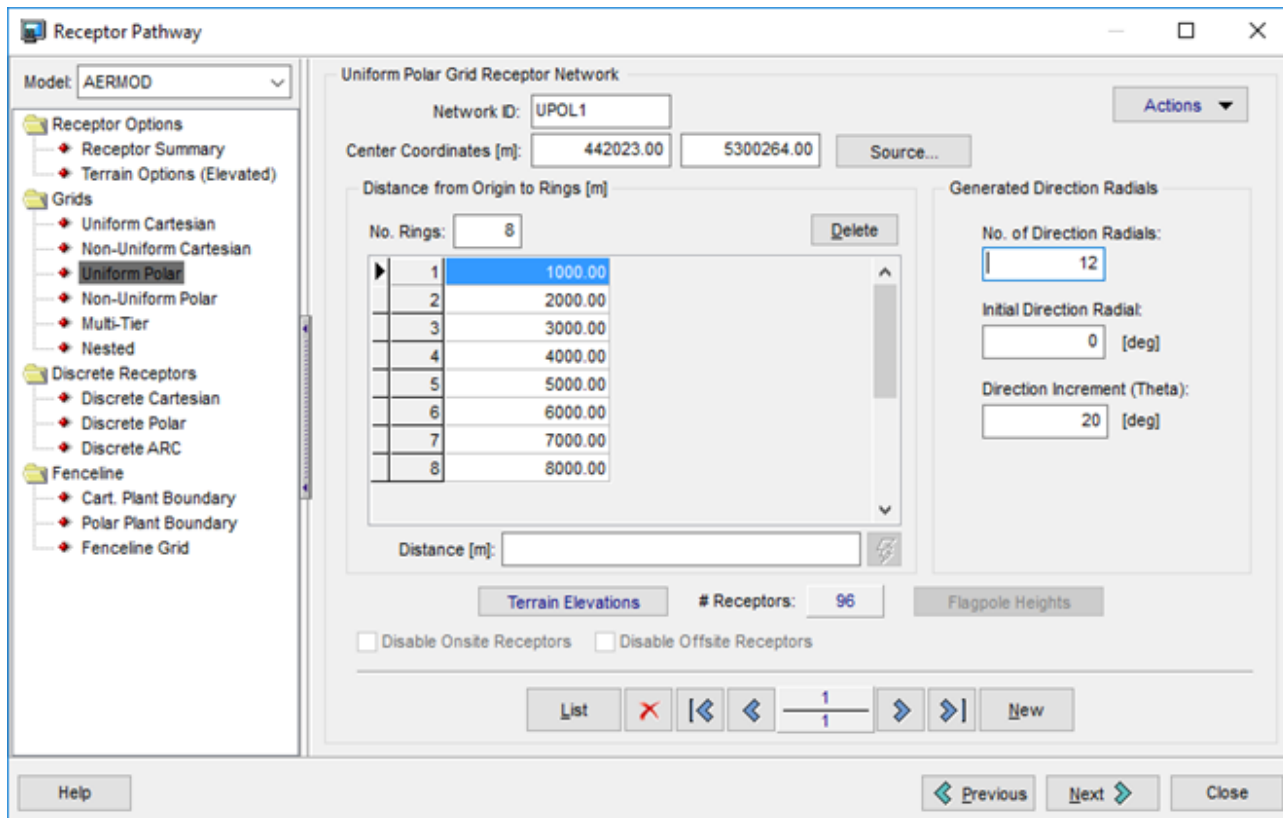 Receptor Pathway
Model: AERMOD
Receptor Options
Receptor Summary
Terrain Options (Elevated)
Grids
Uniform Cartesian
Non-Uniform Cartesian
Uniform Polar
Non-Uniform Polar
Multi-Tier
Nested
Discrete Receptors
Discrete Cartesian
Discrete Polar
Discrete ARC
Fenceline
Cart. Plant Boundary
Polar Plant Boundary
Fenceline Grid
Uniform Polar Grid Receptor Network
Network ID: UPOL1
Actions
Center Coordinates [m]: 442023.00 5300264.00 Source...
Distance from Origin to Rings [m]
No. Rings: 8 Delete
1 1000.00
2 2000.00
3 3000.00
4 4000.00
5 5000.00
6 6000.00
7 7000.00
8 8000.00
Distance [m]:
Generated Direction Radials
No. of Direction Radials:
12
Initial Direction Radial:
0 [deg]
Direction Increment (Theta):
20 [deg]
Terrain Elevations # Receptors: 96 Flagpole Heights
Disable Onsite Receptors Disable Offsite Receptors
List 1 New
1
Help Previous Next Close